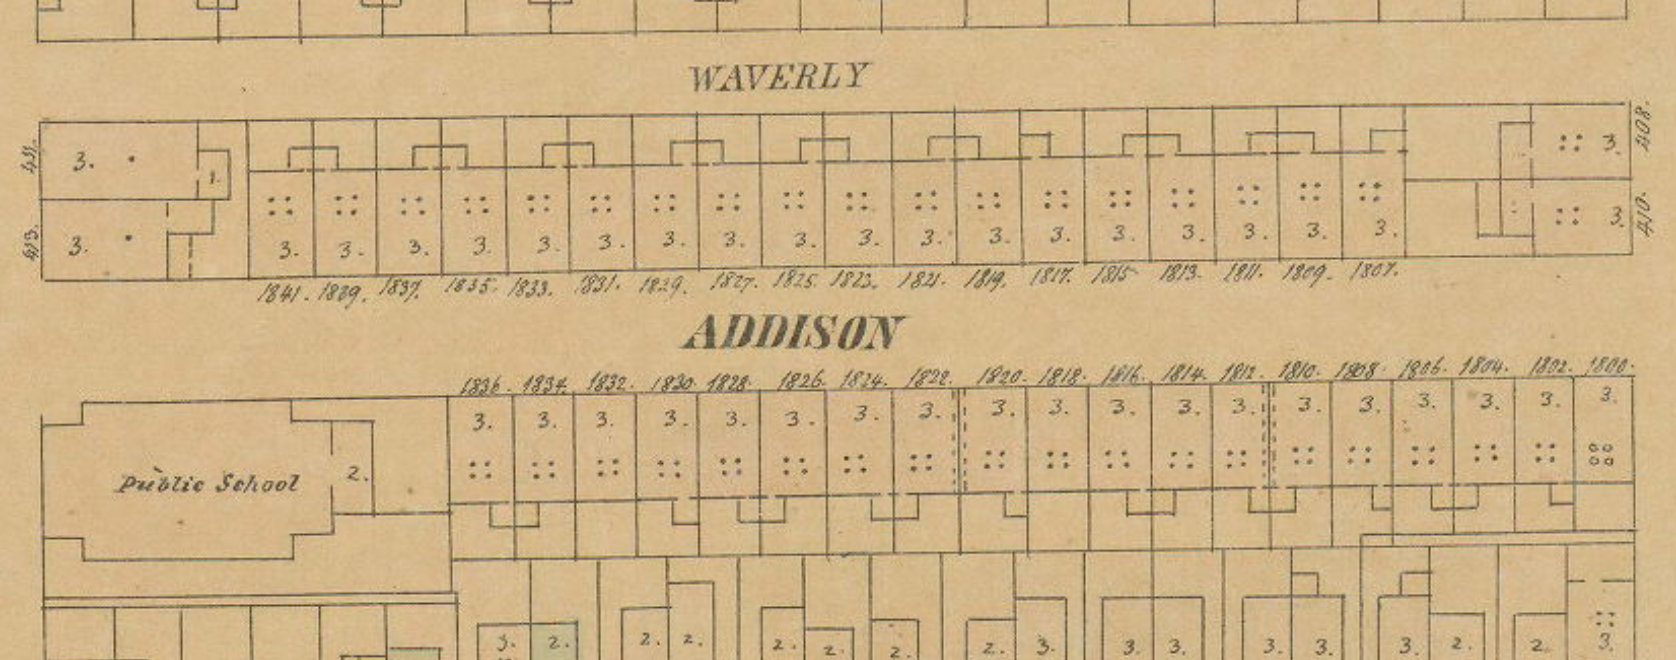 WAVERLY
411. 3. 1. 3. 408.
413. 3. 3. 3. 3. 3. 3. 3. 3. 3. 3. 3. 3. 3. 3. 3. 3. 3. 3. 3. 3. 410.
1841. 1839. 1837. 1835. 1833. 1831. 1829. 1827. 1825. 1823. 1821. 1819. 1817. 1815. 1813. 1811. 1809. 1807.
ADDISON
1836. 1834. 1832. 1830. 1828. 1826. 1824. 1822. 1820. 1818. 1816. 1814. 1812. 1810. 1808. 1806. 1804. 1802. 1800.
3. 3. 3. 3. 3. 3. 3. 3. 3. 3. 3. 3. 3. 3. 3. 3. 3. 3. 3.
Public School 2.
3. 2. 2. 2. 2. 2. 2. 2. 3. 3. 3. 3. 3. 3. 2. 2. 3.